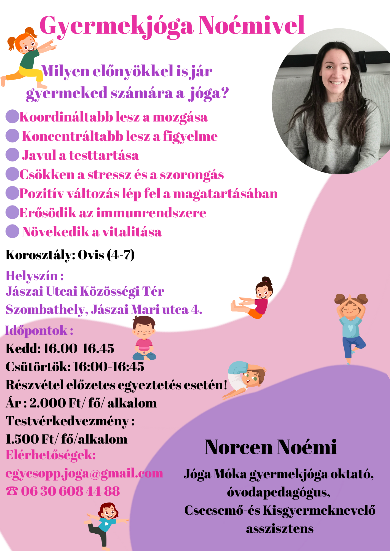 Gyermekjóga Noémivel
Milyen előnyökkel is jár
gyermeked számára a jóga?
Koordináltabb lesz a mozgása
Koncentráltabb lesz a figyelme
Javul a testtartása
Csökken a stressz és a szorongás
Pozitív változás lép fel a magatartásában
Erősödik az immunrendszere
Növekedik a vitalitása
Korosztály: Ovis (4-7)
Helyszín :
Jászai Utcai Közösségi Tér
Szombathely, Jászai Mari utca 4.
Időpontok :
Kedd: 16.00-16.45
Csütörtök: 16:00-16:45
Részvétel előzetes egyeztetés esetén!
Ár : 2.000 Ft/ fő/ alkalom
Testvérkedvezmény :
1.500 Ft/ fő/alkalom
Elérhetőségek:
egyesopp.joga@gmail.com
☎ 06 30 608 44 88
Norcen Noémi
Jóga Móka gyermekjóga oktató,
óvodapedagógus,
Csecsemő-és Kisgyermeknevelő
asszisztens